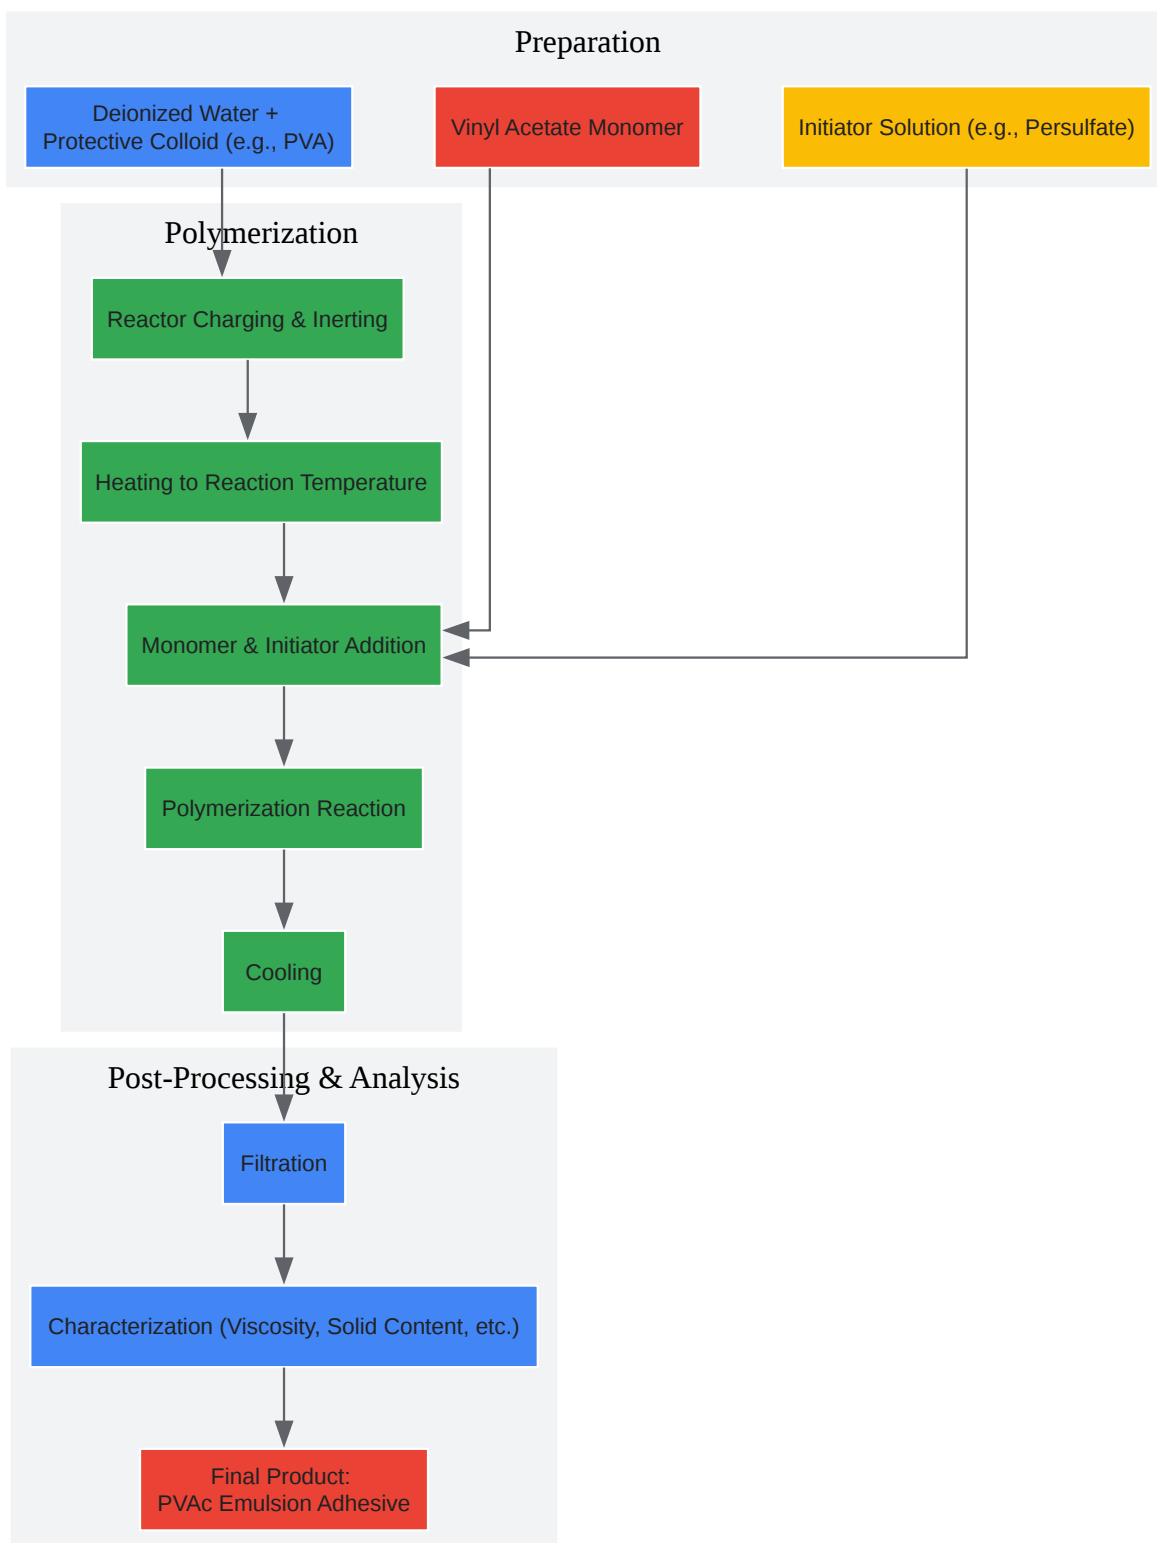 Preparation
Deionized Water +
Protective Colloid (e.g., PVA)
Vinyl Acetate Monomer
Initiator Solution (e.g., Persulfate)
Polymerization
Reactor Charging & Inerting
Heating to Reaction Temperature
Monomer & Initiator Addition
Polymerization Reaction
Cooling
Post-Processing & Analysis
Filtration
Characterization (Viscosity, Solid Content, etc.)
Final Product:
PVAc Emulsion Adhesive